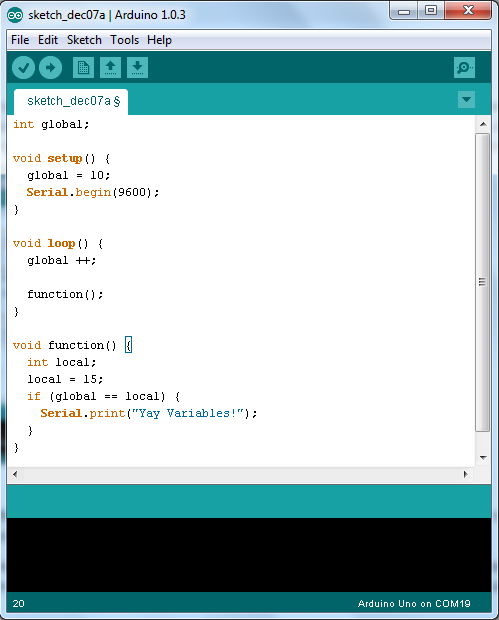 sketch_dec07a | Arduino 1.0.3
File Edit Sketch Tools Help
sketch_dec07a §
int global;
void setup() {
global = 10;
Serial.begin(9600);
}
void loop() {
global ++;
function();
}
void function() {
int local;
local = 15;
if (global == local) {
Serial.print("Yay Variables!");
}
}
20
Arduino Uno on COM19